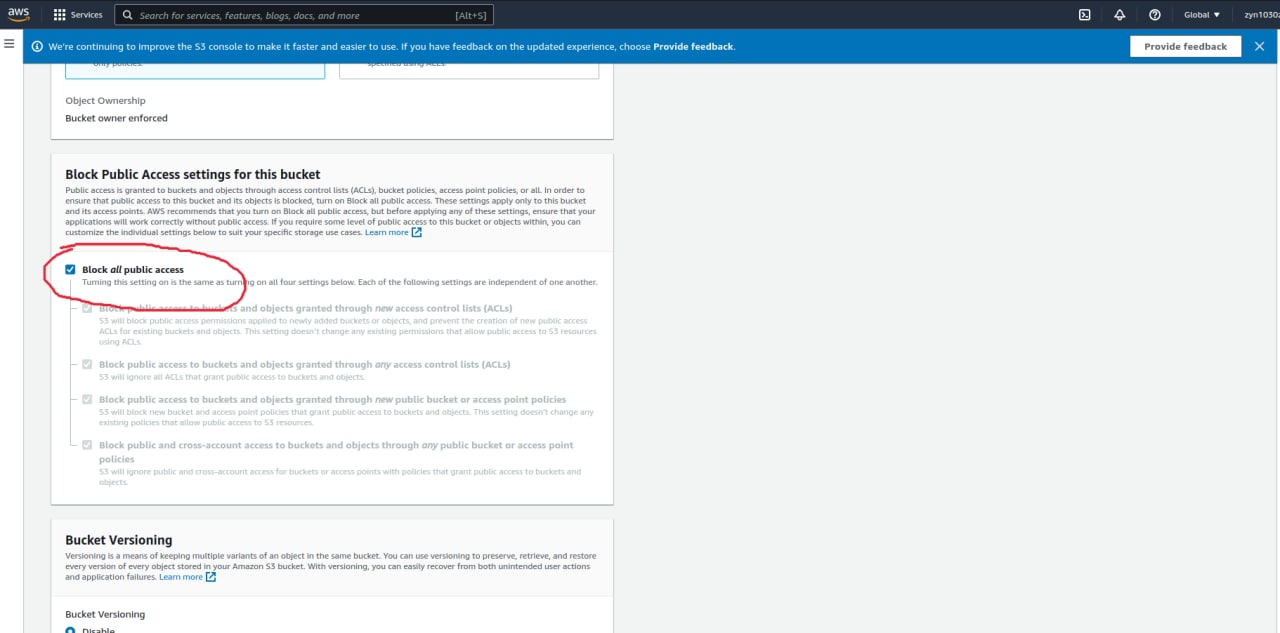 aws Services Search for services, features, blogs, docs, and more [Alt+S] Global ▼ zyn1030
We're continuing to improve the S3 console to make it faster and easier to use. If you have feedback on the updated experience, choose Provide feedback. Provide feedback
only policies. specified using ACLs.
Object Ownership
Bucket owner enforced
Block Public Access settings for this bucket
Public access is granted to buckets and objects through access control lists (ACLs), bucket policies, access point policies, or all. In order to
ensure that public access to this bucket and its objects is blocked, turn on Block all public access. These settings apply only to this bucket
and its access points. AWS recommends that you turn on Block all public access, but before applying any of these settings, ensure that your
applications will work correctly without public access. If you require some level of public access to this bucket or objects within, you can
customize the individual settings below to suit your specific storage use cases. Learn more
Block all public access
Turning this setting on is the same as turning on all four settings below. Each of the following settings are independent of one another.
Block public access to buckets and objects granted through new access control lists (ACLs)
S3 will block public access permissions applied to newly added buckets or objects, and prevent the creation of new public access
ACLs for existing buckets and objects. This setting doesn't change any existing permissions that allow public access to S3 resources
using ACLs.
Block public access to buckets and objects granted through any access control lists (ACLs)
S3 will ignore all ACLs that grant public access to buckets and objects.
Block public access to buckets and objects granted through new public bucket or access point policies
S3 will block new bucket and access point policies that grant public access to buckets and objects. This setting doesn't change any
existing policies that allow public access to S3 resources.
Block public and cross-account access to buckets and objects through any public bucket or access point
policies
S3 will ignore public and cross-account access for buckets or access points with policies that grant public access to buckets and
objects.
Bucket Versioning
Versioning is a means of keeping multiple variants of an object in the same bucket. You can use versioning to preserve, retrieve, and restore
every version of every object stored in your Amazon S3 bucket. With versioning, you can easily recover from both unintended user actions
and application failures. Learn more
Bucket Versioning
Disable